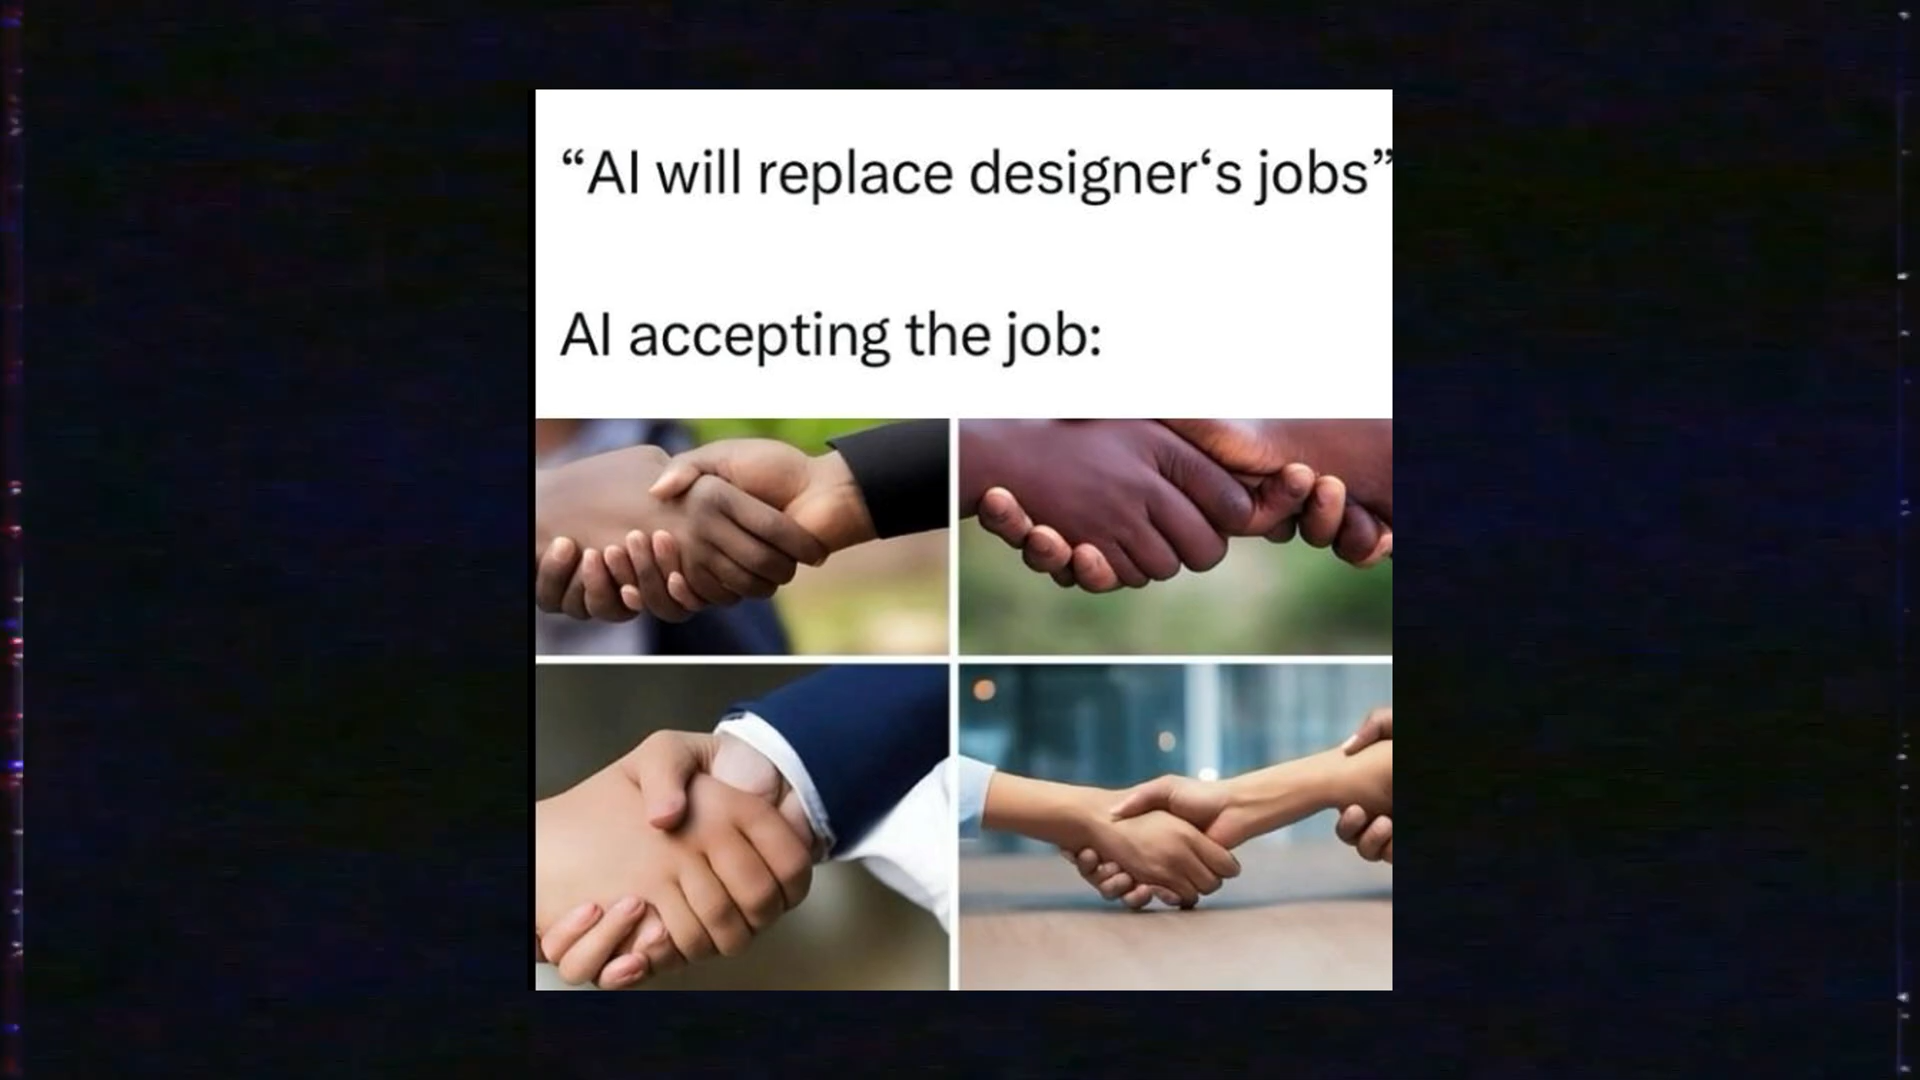 “AI will replace designer‘s jobs”
AI accepting the job: